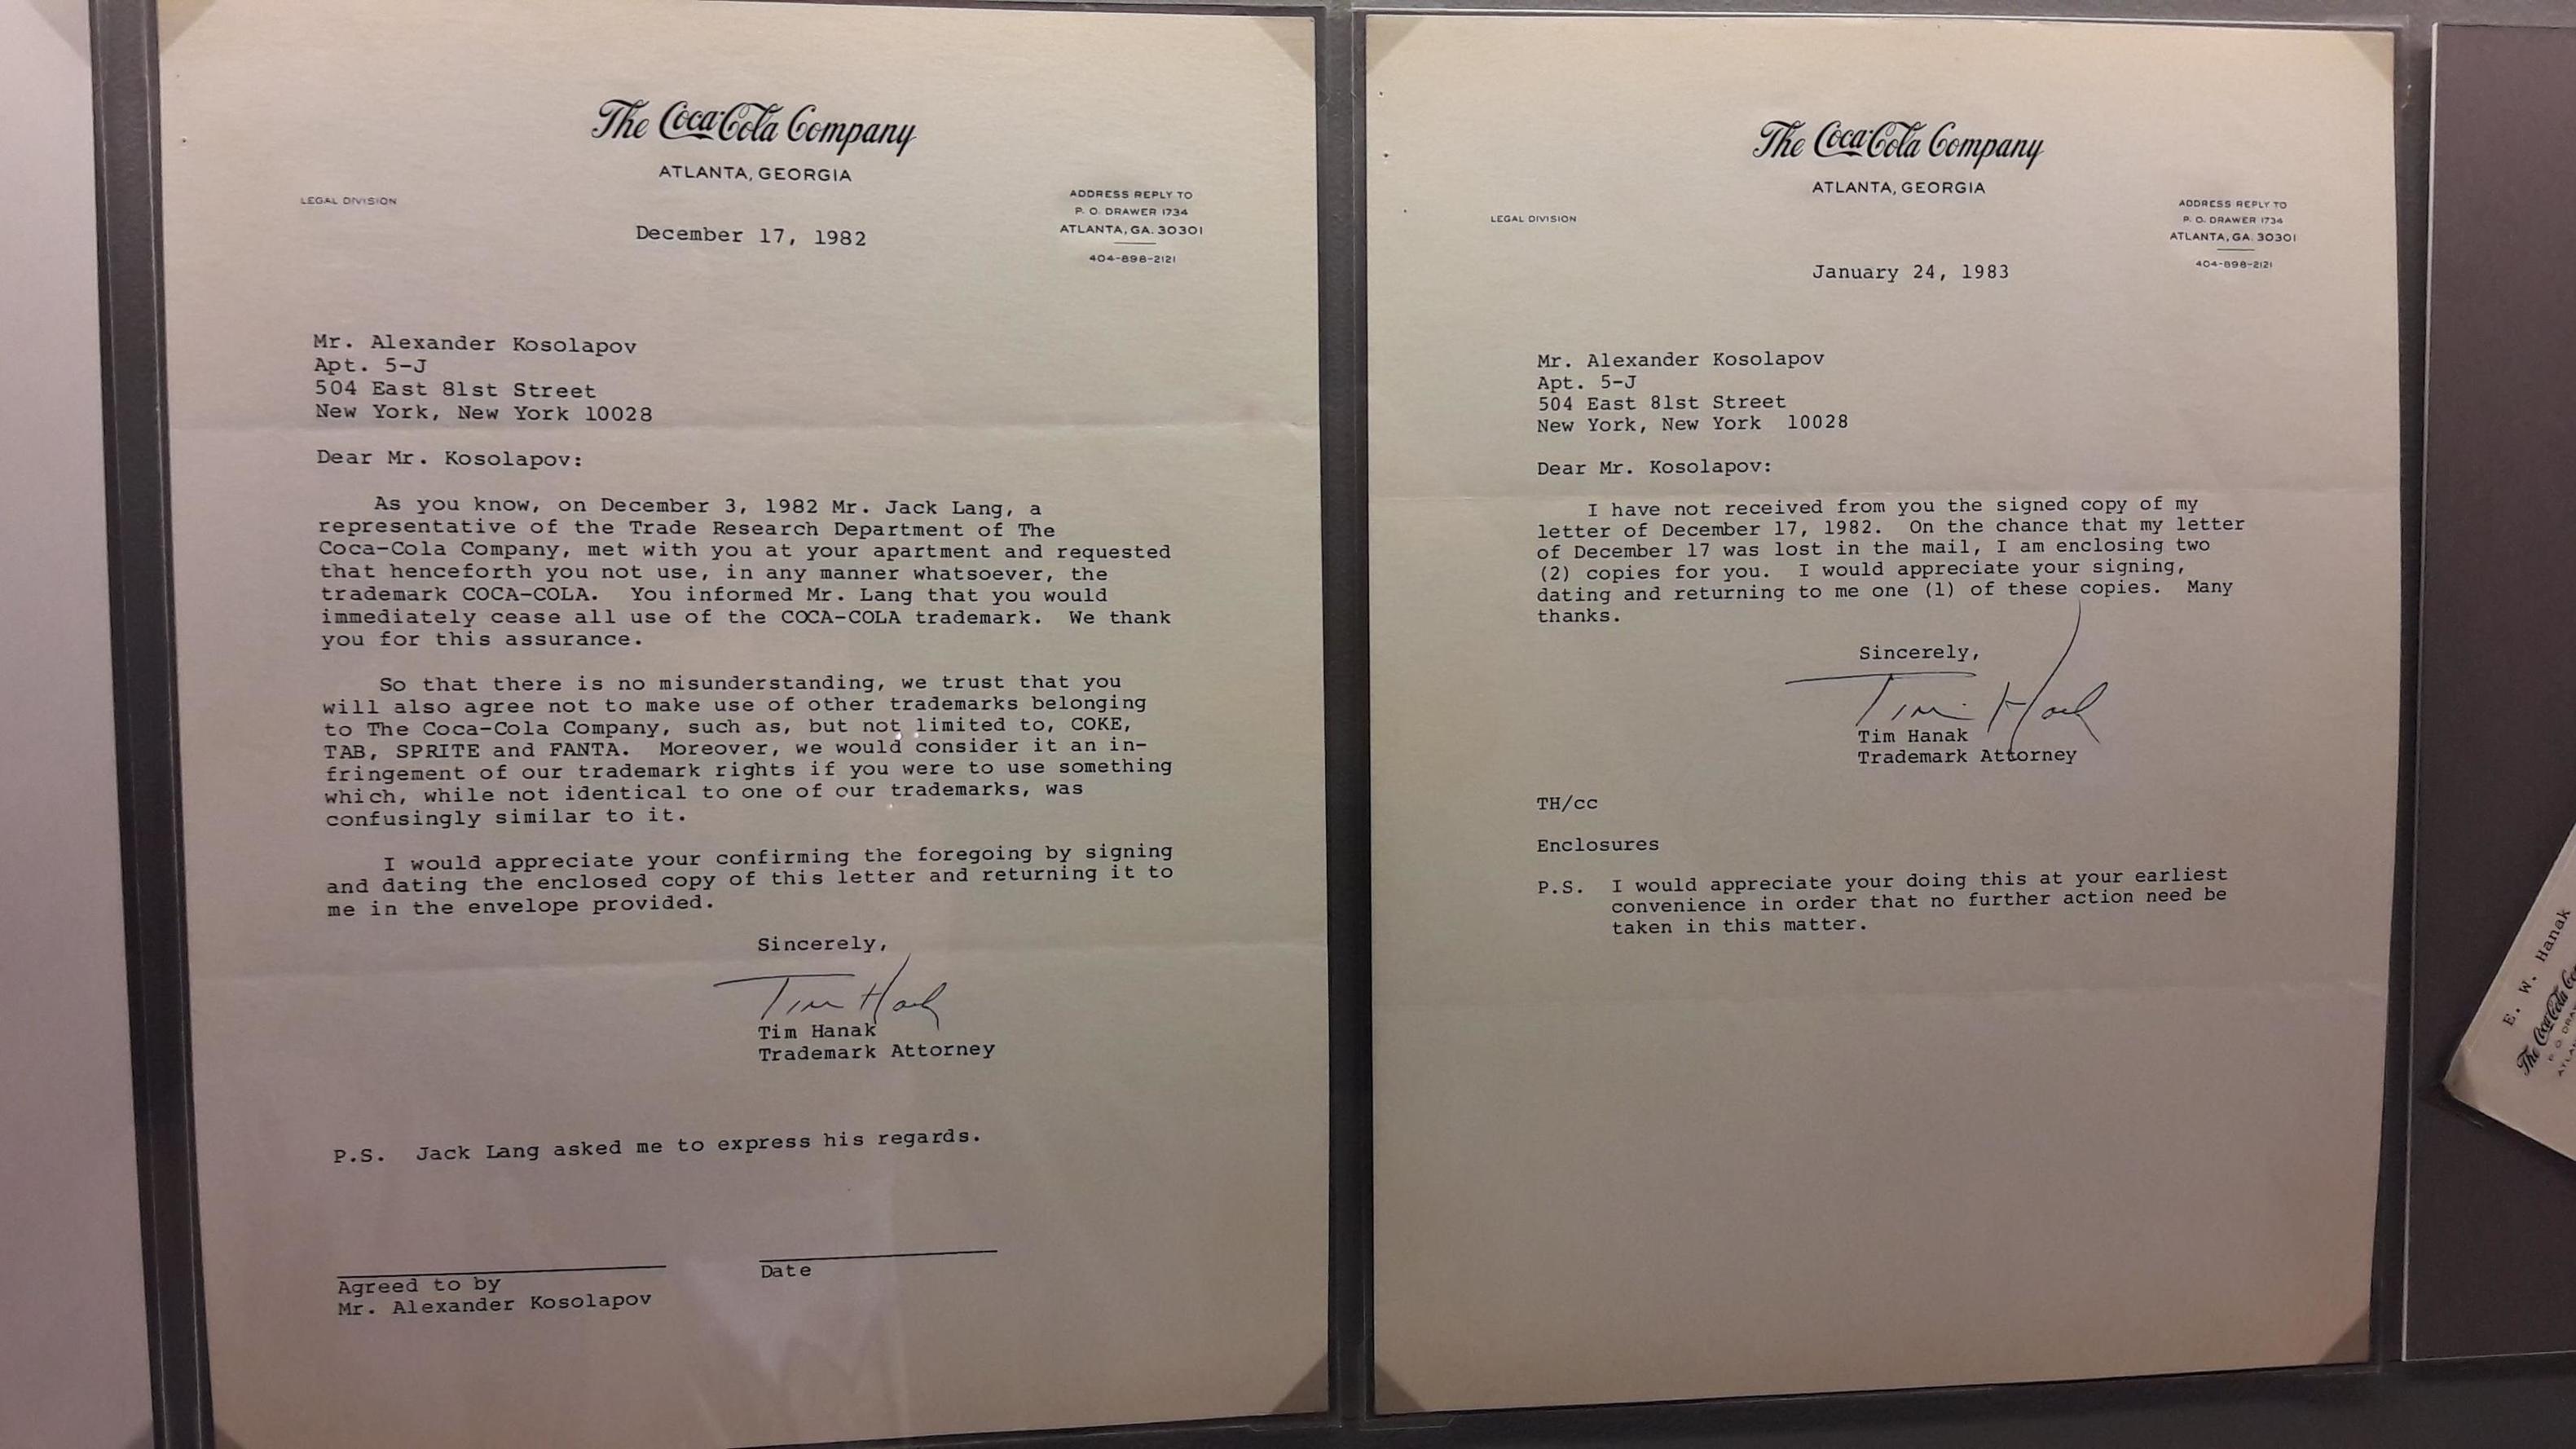 The Coca-Cola Company
ATLANTA, GEORGIA
LEGAL DIVISION
ADDRESS REPLY TO
P. O. DRAWER 1734
ATLANTA, GA. 30301
404-898-2121
December 17, 1982
Mr. Alexander Kosolapov
Apt. 5-J
504 East 81st Street
New York, New York 10028
Dear Mr. Kosolapov:
As you know, on December 3, 1982 Mr. Jack Lang, a
representative of the Trade Research Department of The
Coca-Cola Company, met with you at your apartment and requested
that henceforth you not use, in any manner whatsoever, the
trademark COCA-COLA. You informed Mr. Lang that you would
immediately cease all use of the COCA-COLA trademark. We thank
you for this assurance.
So that there is no misunderstanding, we trust that you
will also agree not to make use of other trademarks belonging
to The Coca-Cola Company, such as, but not limited to, COKE,
TAB, SPRITE and FANTA. Moreover, we would consider it an in-
fringement of our trademark rights if you were to use something
which, while not identical to one of our trademarks, was
confusingly similar to it.
I would appreciate your confirming the foregoing by signing
and dating the enclosed copy of this letter and returning it to
me in the envelope provided.
Sincerely,
Tim Hanak
Tim Hanak
Trademark Attorney
P.S. Jack Lang asked me to express his regards.
Agreed to by
Mr. Alexander Kosolapov
Date
The Coca-Cola Company
ATLANTA, GEORGIA
LEGAL DIVISION
ADDRESS REPLY TO
P. O. DRAWER 1734
ATLANTA, GA. 30301
404-898-2121
January 24, 1983
Mr. Alexander Kosolapov
Apt. 5-J
504 East 81st Street
New York, New York 10028
Dear Mr. Kosolapov:
I have not received from you the signed copy of my
letter of December 17, 1982. On the chance that my letter
of December 17 was lost in the mail, I am enclosing two
(2) copies for you. I would appreciate your signing,
dating and returning to me one (1) of these copies. Many
thanks.
Sincerely,
Tim Hanak
Tim Hanak
Trademark Attorney
TH/cc
Enclosures
P.S. I would appreciate your doing this at your earliest
convenience in order that no further action need be
taken in this matter.
E. W. Hanak
The Coca-Cola